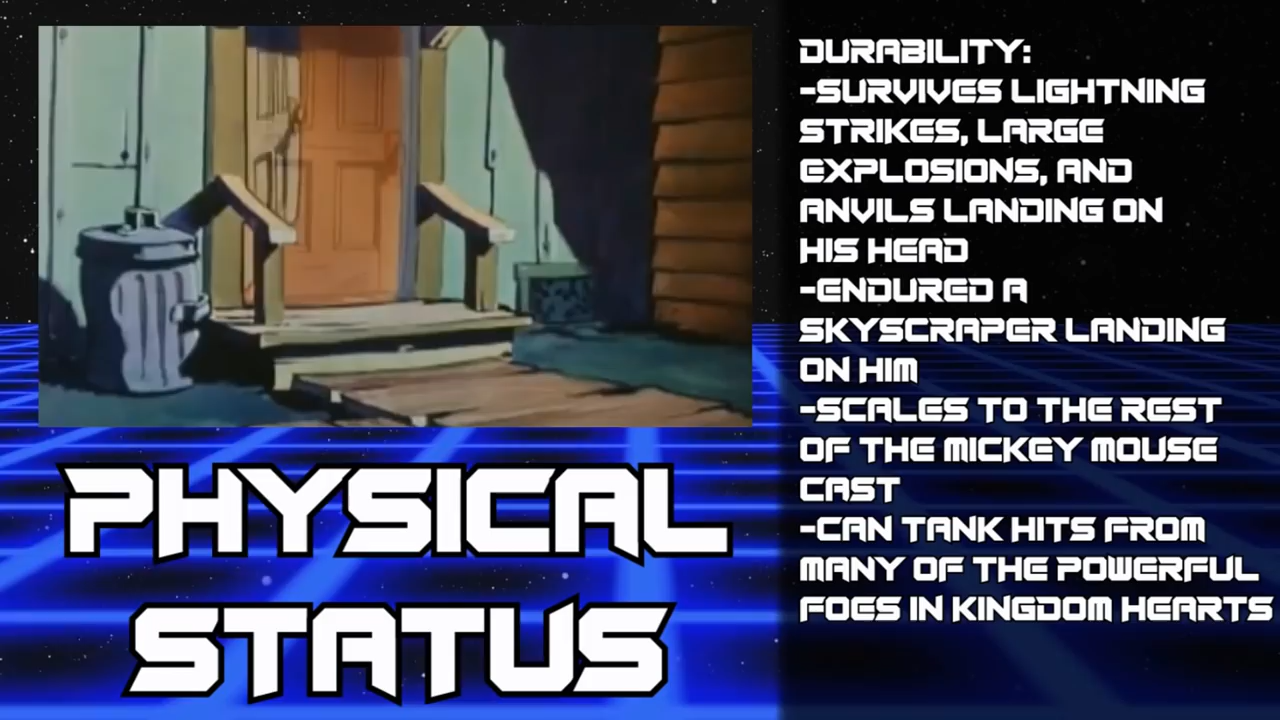 DURABILITY:
-SURVIVES LIGHTNING
STRIKES, LARGE
EXPLOSIONS, AND
ANVILS LANDING ON
HIS HEAD
-ENDURED A
SKYSCRAPER LANDING
ON HIM
-SCALES TO THE REST
OF THE MICKEY MOUSE
CAST
-CAN TANK HITS FROM
MANY OF THE POWERFUL
FOES IN KINGDOM HEARTS
PHYSICAL
STATUS